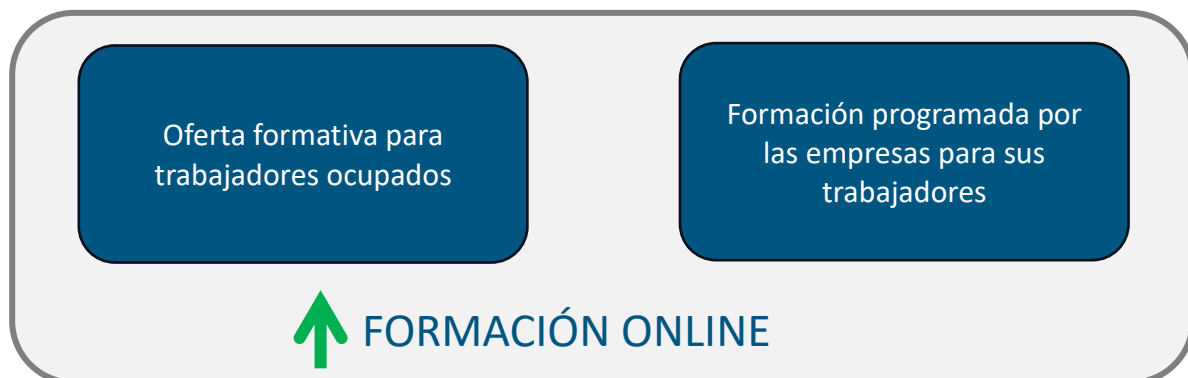 Oferta formativa para
trabajadores ocupados
Formación programada por
las empresas para sus
trabajadores
FORMACIÓN ONLINE